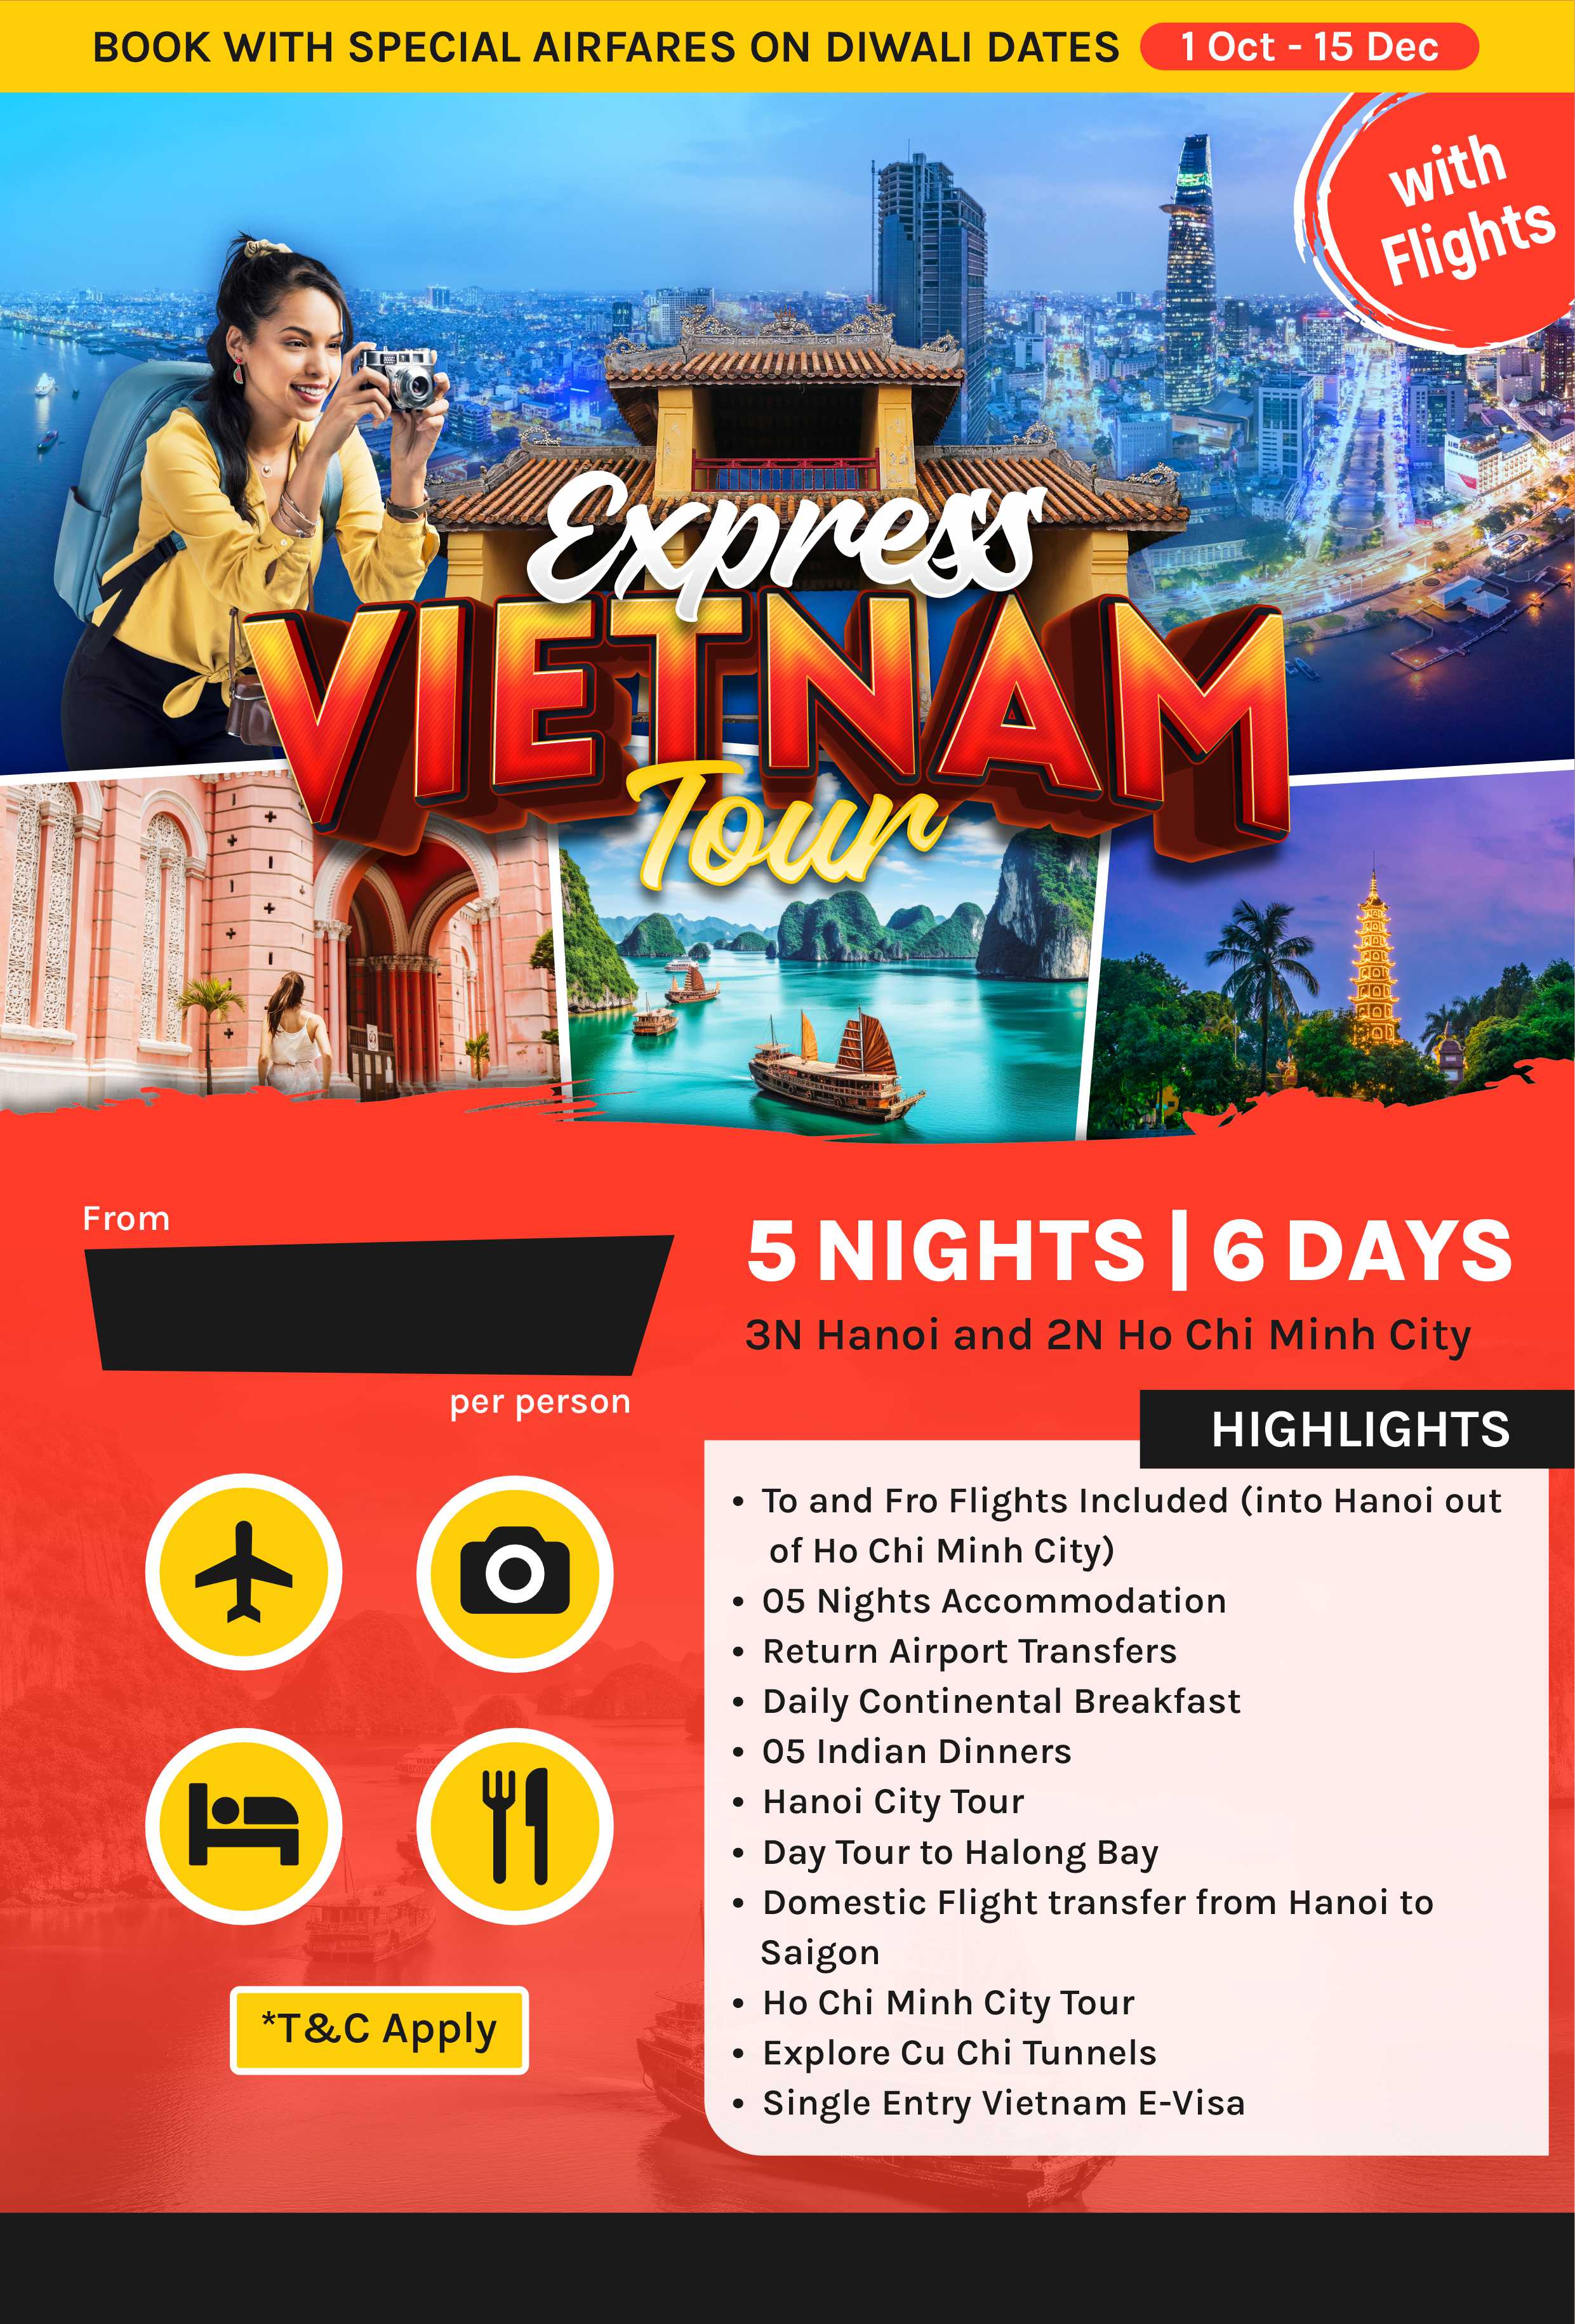 BOOK WITH SPECIAL AIRFARES ON DIWALI DATES 1 Oct - 15 Dec
with
Flights
Express
VIETNAM
Tour
From
per person
5 NIGHTS | 6 DAYS
3N Hanoi and 2N Ho Chi Minh City
HIGHLIGHTS
• To and Fro Flights Included (into Hanoi out
of Ho Chi Minh City)
• 05 Nights Accommodation
• Return Airport Transfers
• Daily Continental Breakfast
• 05 Indian Dinners
• Hanoi City Tour
• Day Tour to Halong Bay
• Domestic Flight transfer from Hanoi to
Saigon
• Ho Chi Minh City Tour
• Explore Cu Chi Tunnels
• Single Entry Vietnam E-Visa
*T&C Apply